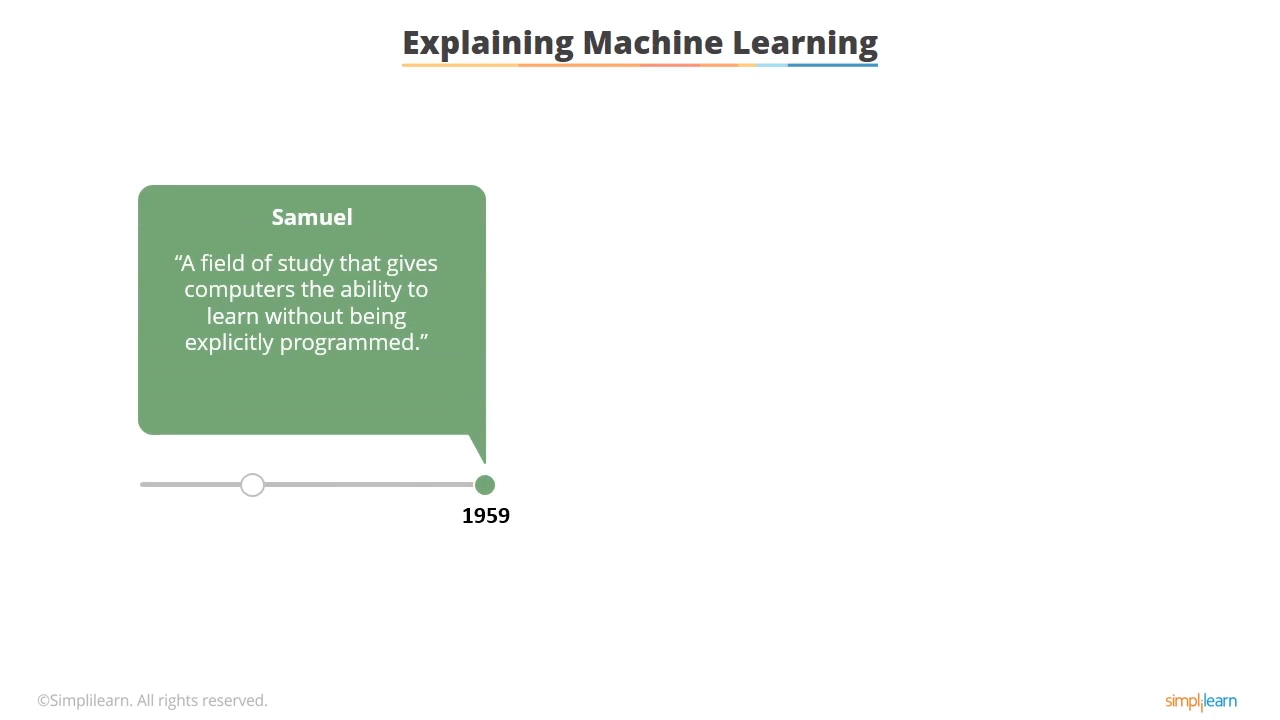 Explaining Machine Learning
Samuel
“A field of study that gives
computers the ability to
learn without being
explicitly programmed.”
1959
©Simplilearn. All rights reserved.
simplilearn